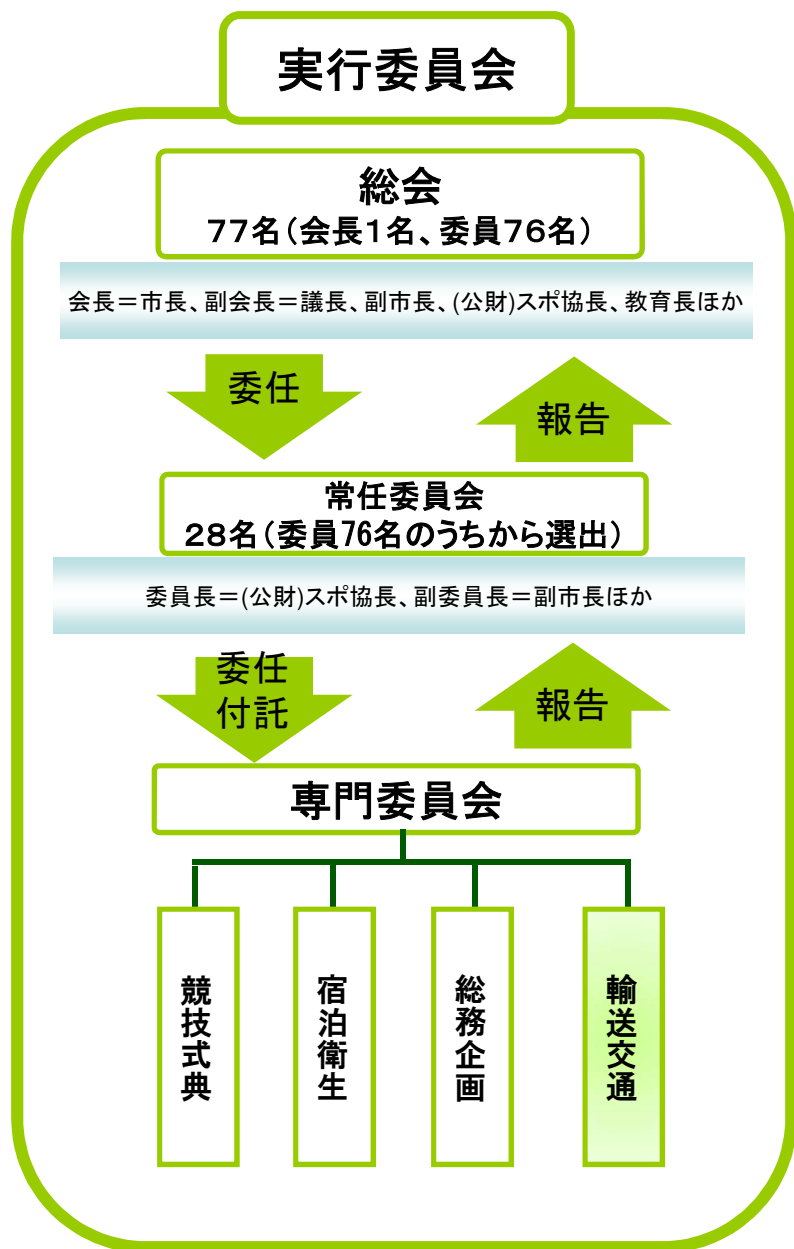 実行委員会
総会
77名(会長1名、委員76名)
会長=市長、副会長=議長、副市長、(公財)スポ協長、教育長ほか
委任
報告
常任委員会
28名(委員76名のうちから選出)
委員長=(公財)スポ協長、副委員長=副市長ほか
委任
付託
報告
専門委員会
競技式典
宿泊衛生
総務企画
輸送交通